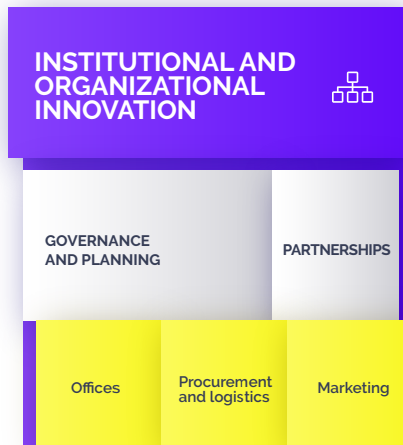 INSTITUTIONAL AND
ORGANIZATIONAL
INNOVATION
GOVERNANCE
AND PLANNING
PARTNERSHIPS
Offices
Procurement
and logistics
Marketing